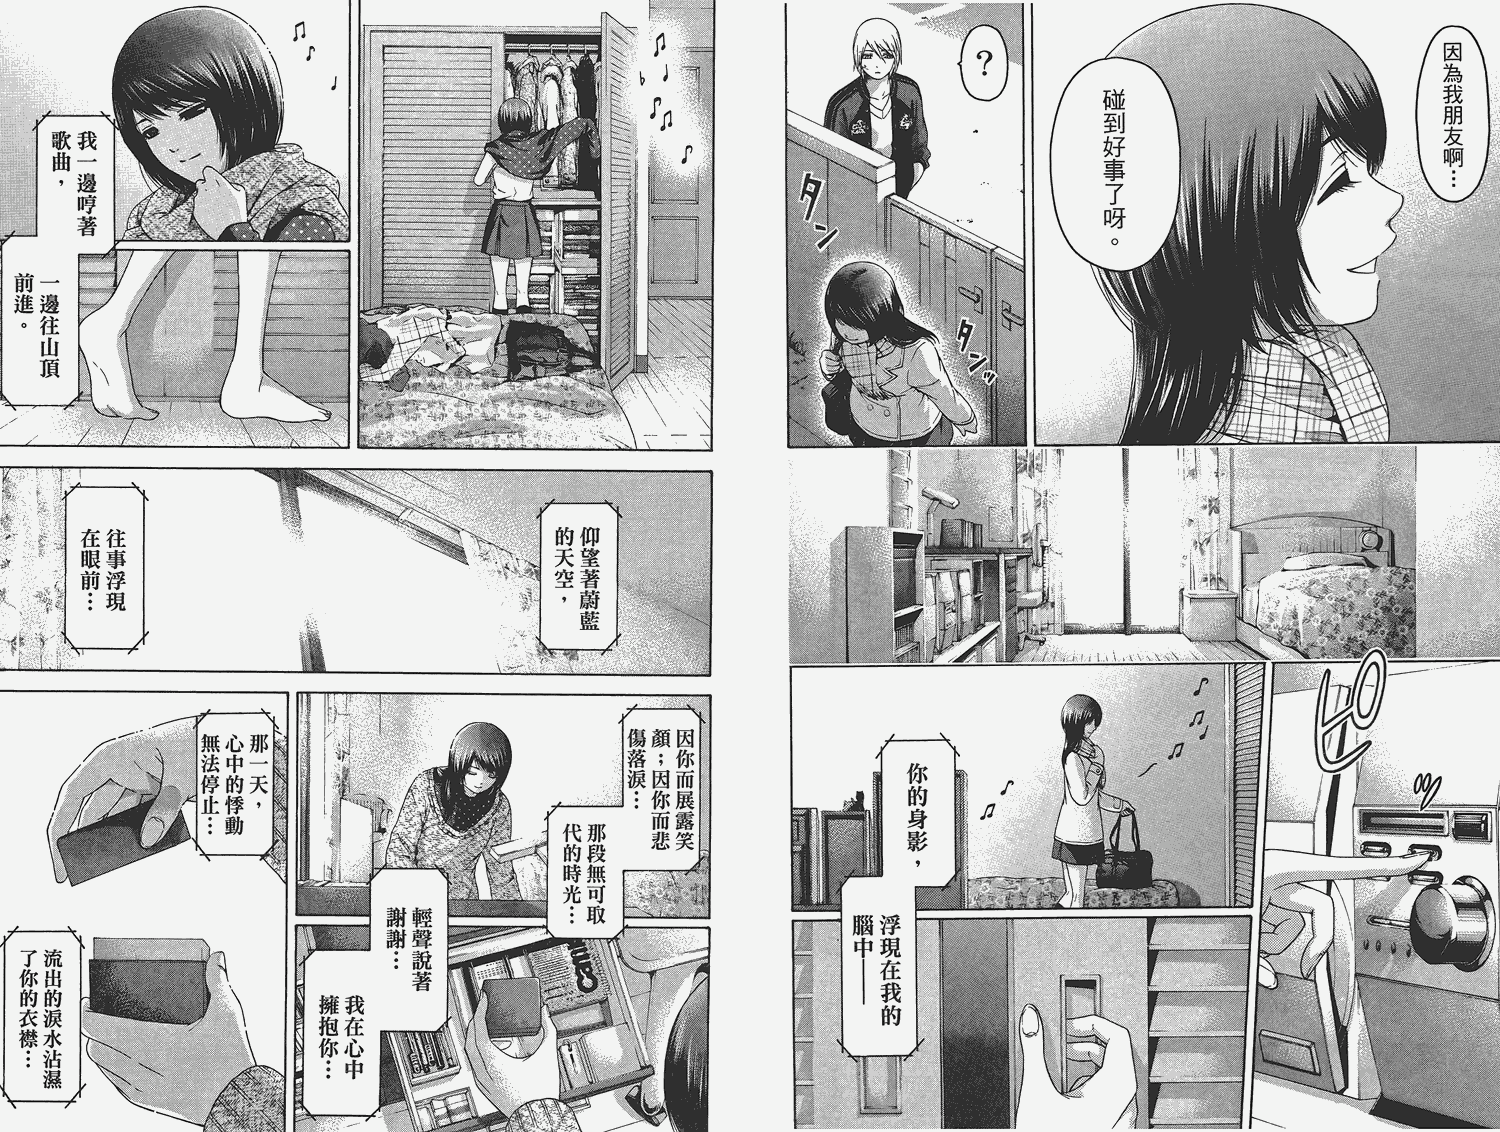 因為我朋友啊…
碰到好事了呀。
？
タン
タンッ
ピロ
你的身影，
浮現在我的
腦中——
我一邊哼著
歌曲，
一邊往山頂
前進。
仰望著蔚藍
的天空，
往事浮現
在眼前…
因你而展露笑
顏；因你而悲
傷落淚…
那段無可取
代的時光…
輕聲說著
謝謝…
我在心中
擁抱你…
那一天，
心中的悸動
無法停止…
流出的淚水沾濕
了你的衣襟…